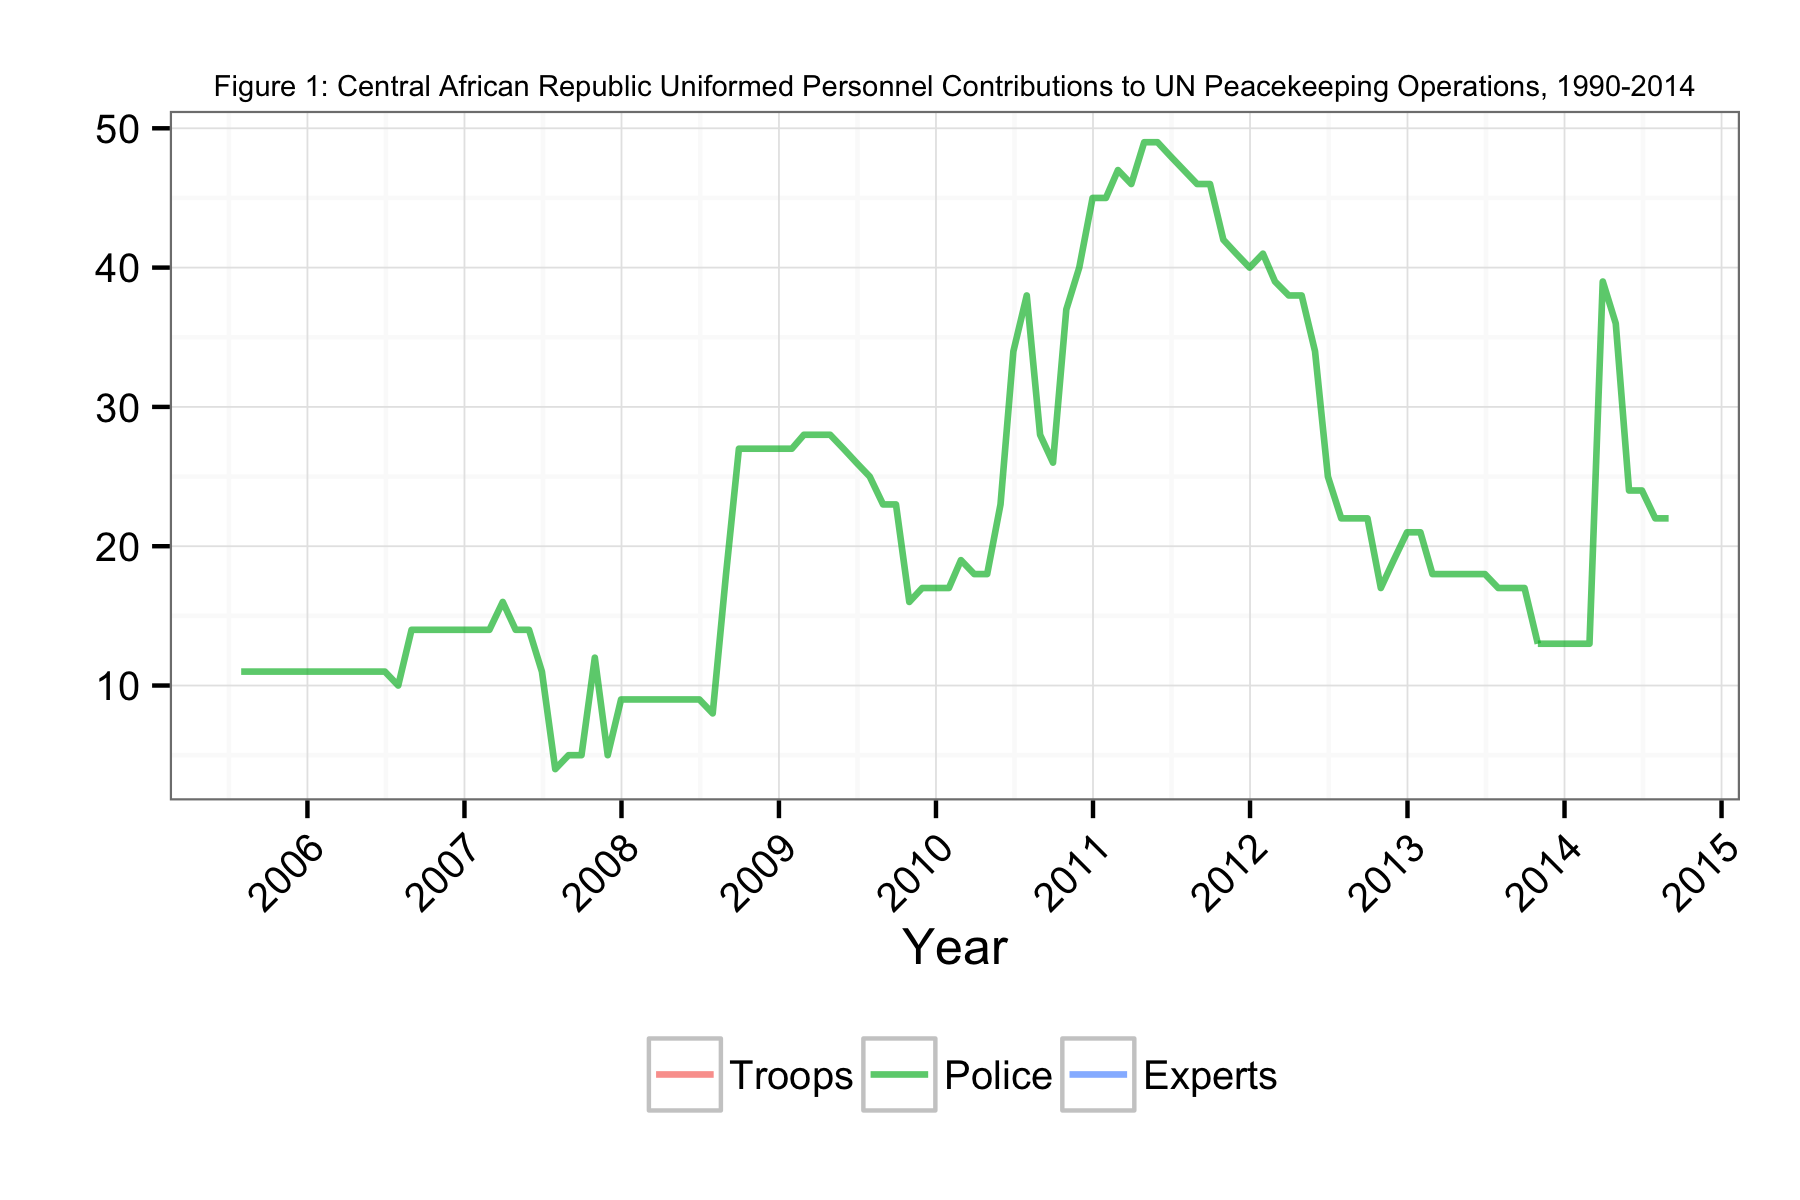 Figure 1: Central African Republic Uniformed Personnel Contributions to UN Peacekeeping Operations, 1990-2014
50
40
30
20
10
2006 2007 2008 2009 2010 2011 2012 2013 2014 2015
Year
Troops Police Experts